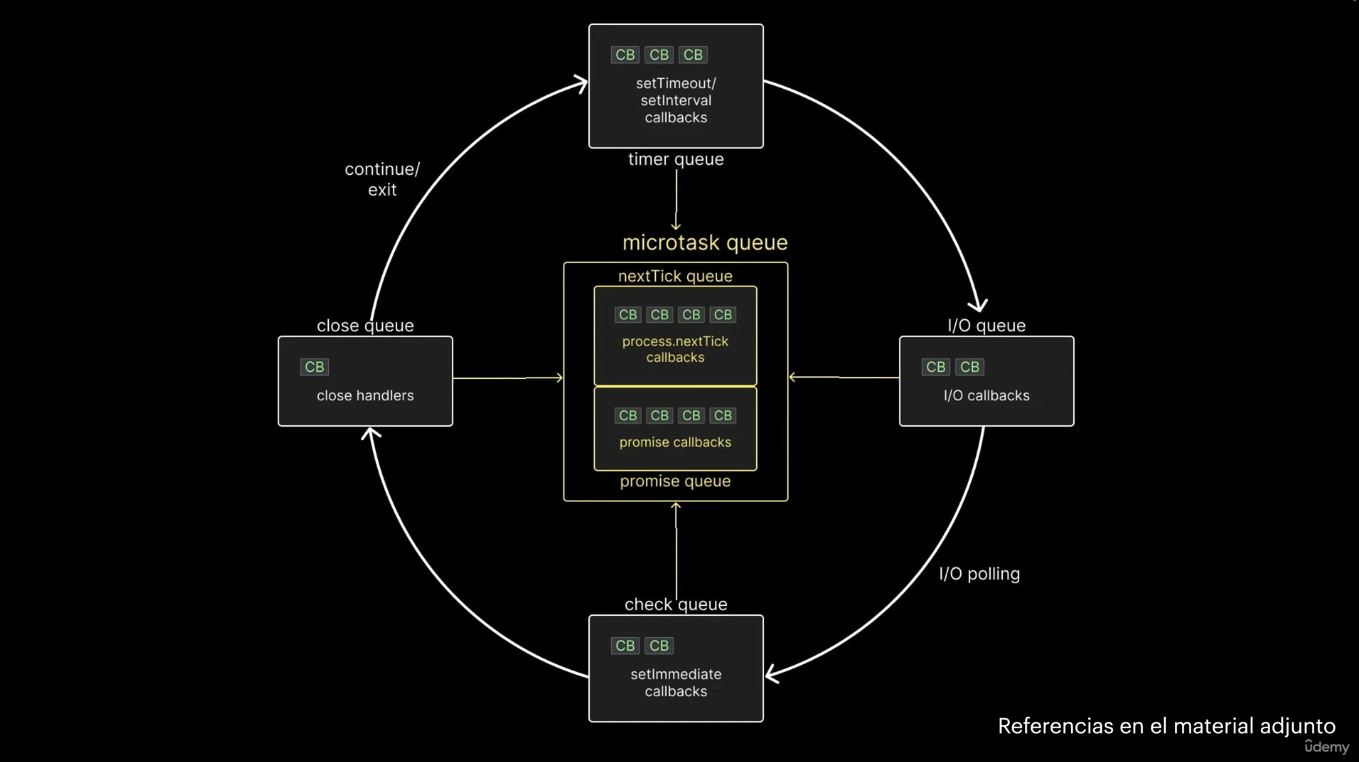 CB CB CB
setTimeout/
setInterval
callbacks
timer queue
continue/
exit
microtask queue
nextTick queue
CB CB CB CB
process.nextTick
callbacks
CB CB CB CB
promise callbacks
promise queue
close queue
CB
close handlers
I/O queue
CB CB
I/O callbacks
I/O polling
check queue
CB CB
setImmediate
callbacks
Referencias en el material adjunto
ûdemy